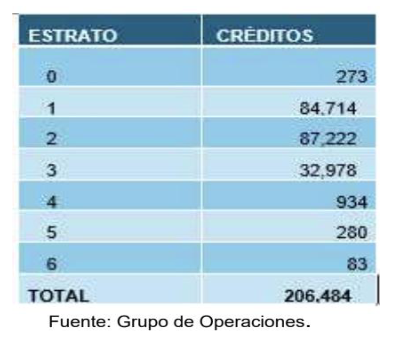 ESTRATO CRÉDITOS
0 273
1 84.714
2 87,222
3 32,978
4 934
5 280
6 83
TOTAL 206,484
Fuente: Grupo de Operaciones.